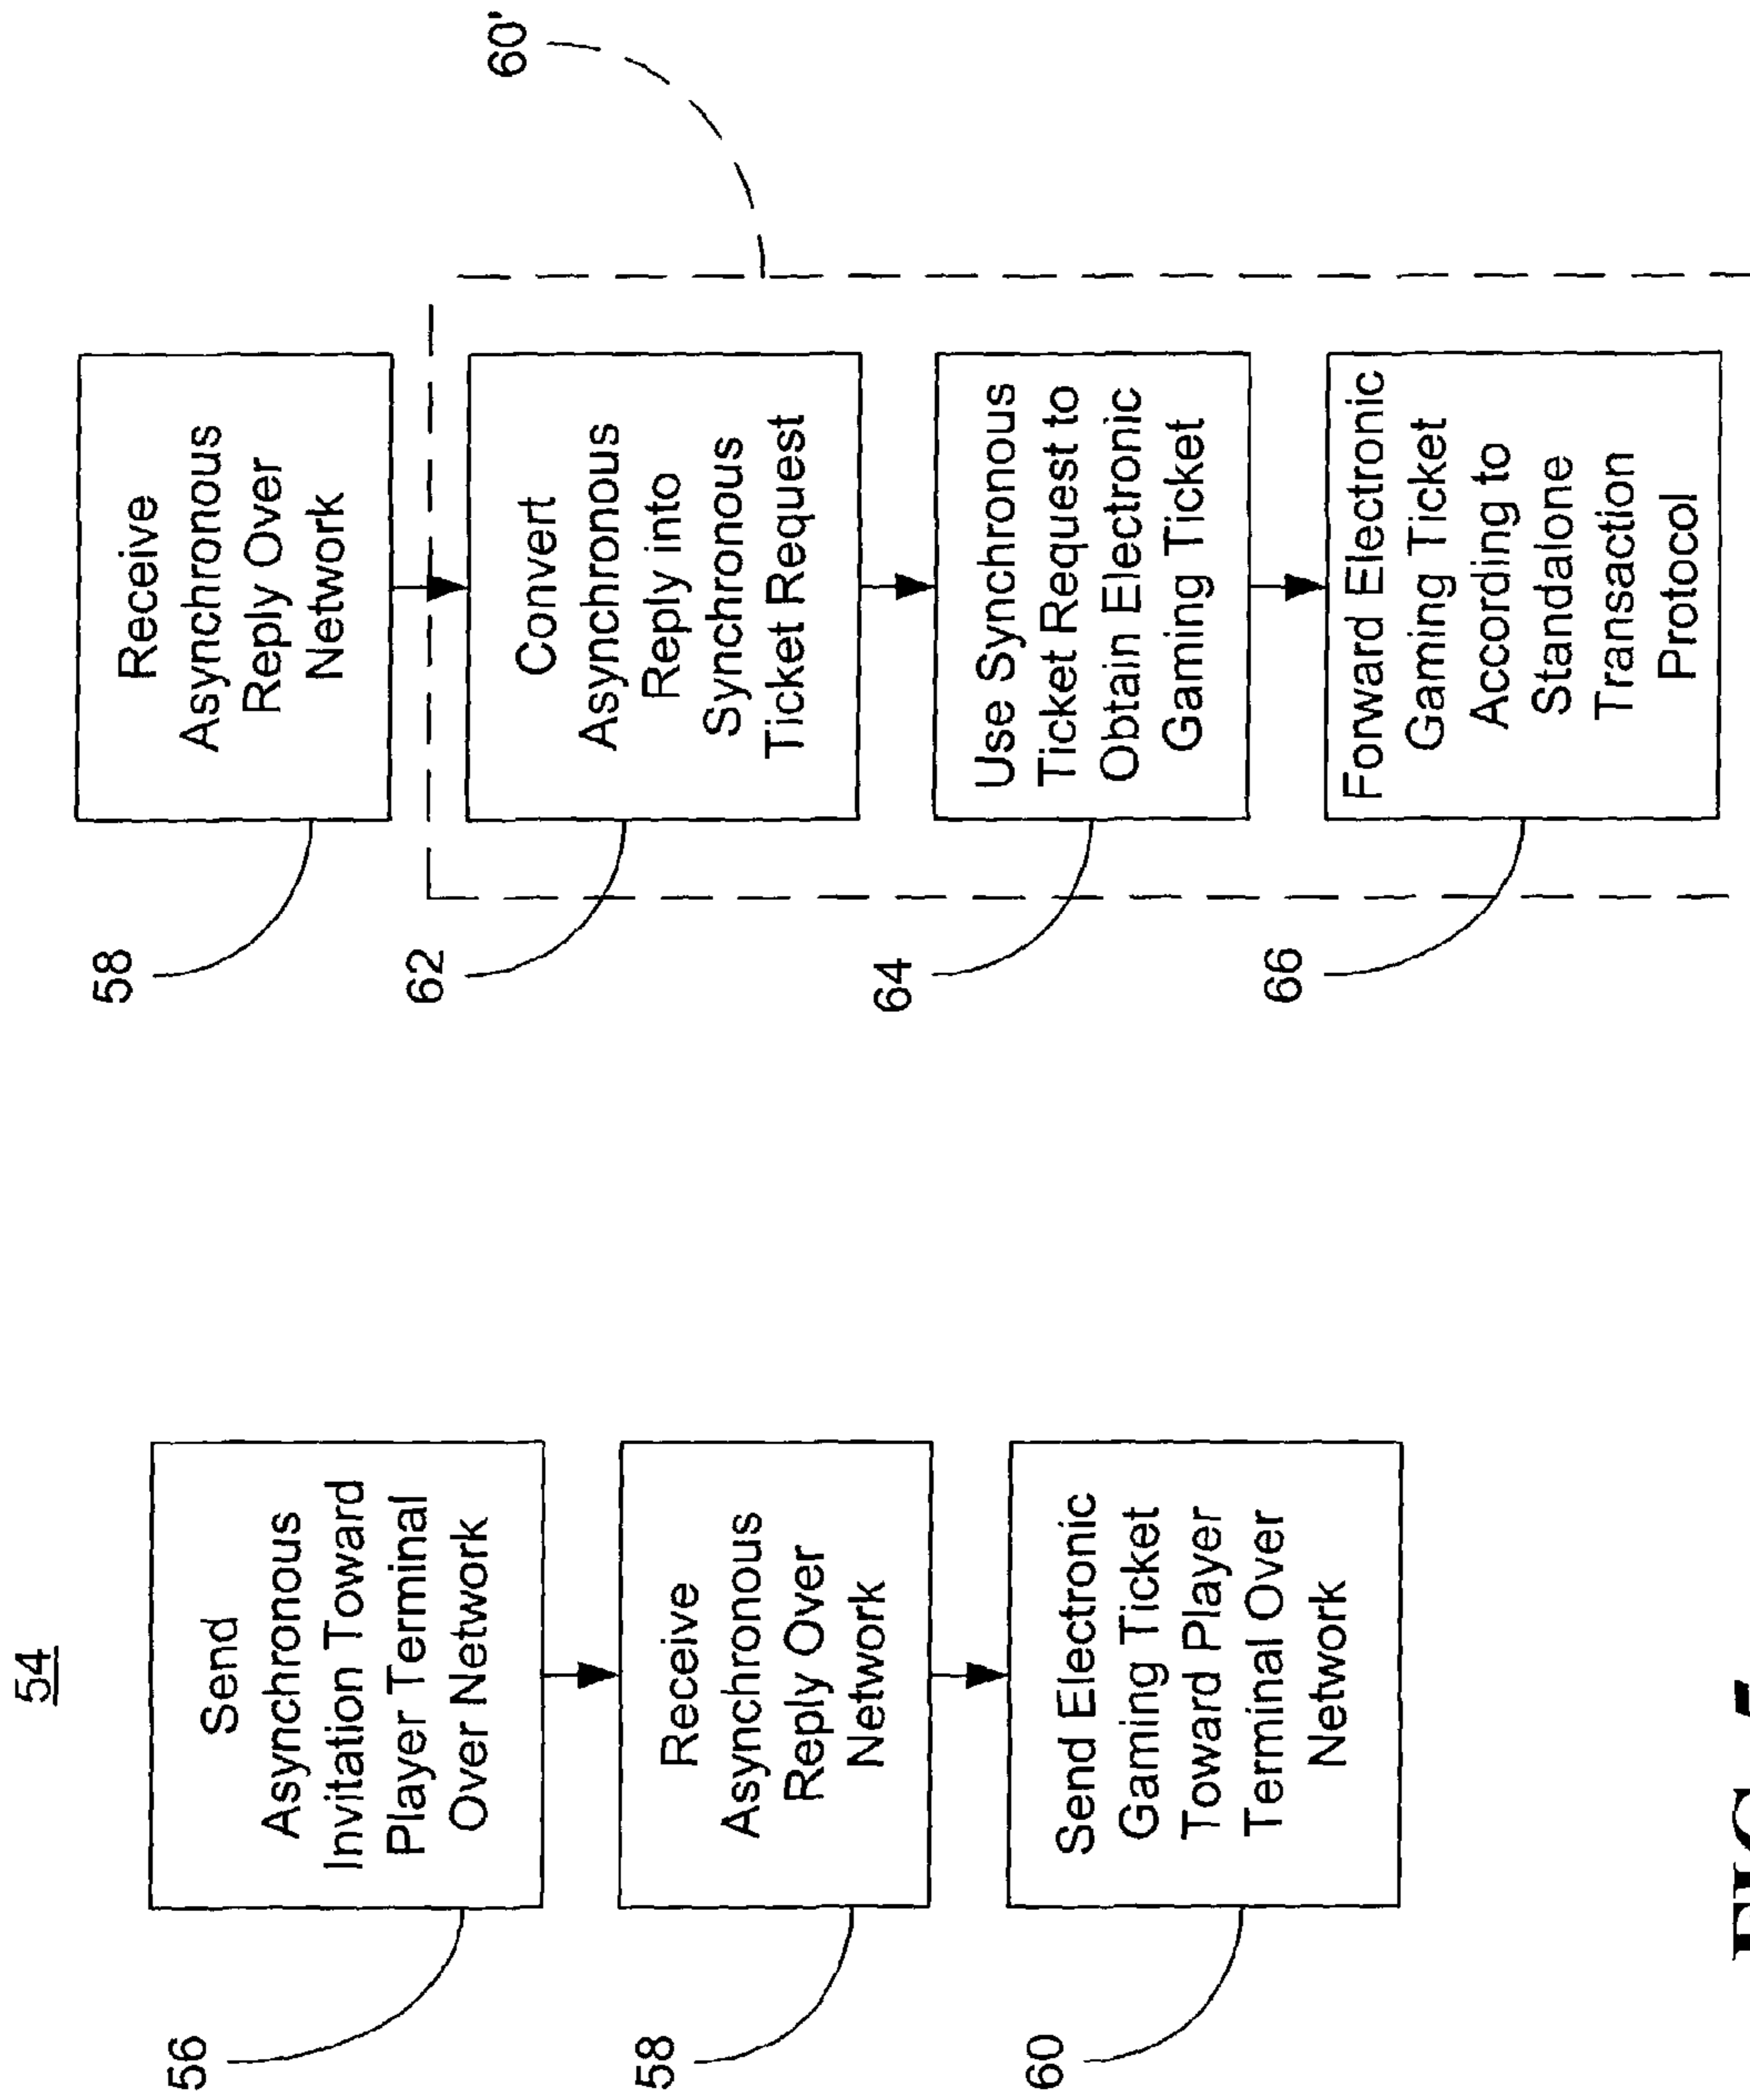 54
56
Send
Asynchronous
Invitation Toward
Player Terminal
Over Network
58
Receive
Asynchronous
Reply Over
Network
60
Send Electronic
Gaming Ticket
Toward Player
Terminal Over
Network
58
Receive
Asynchronous
Reply Over
Network
60'
62
Convert
Asynchronous
Reply into
Synchronous
Ticket Request
64
Use Synchronous
Ticket Request to
Obtain Electronic
Gaming Ticket
66
Forward Electronic
Gaming Ticket
According to
Standalone
Transaction
Protocol